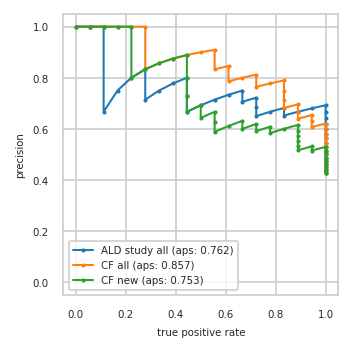 1.0
0.8
0.6
0.4
0.2
0.0
precision
ALD study all (aps: 0.762)
CF all (aps: 0.857)
CF new (aps: 0.753)
0.0 0.2 0.4 0.6 0.8 1.0
true positive rate